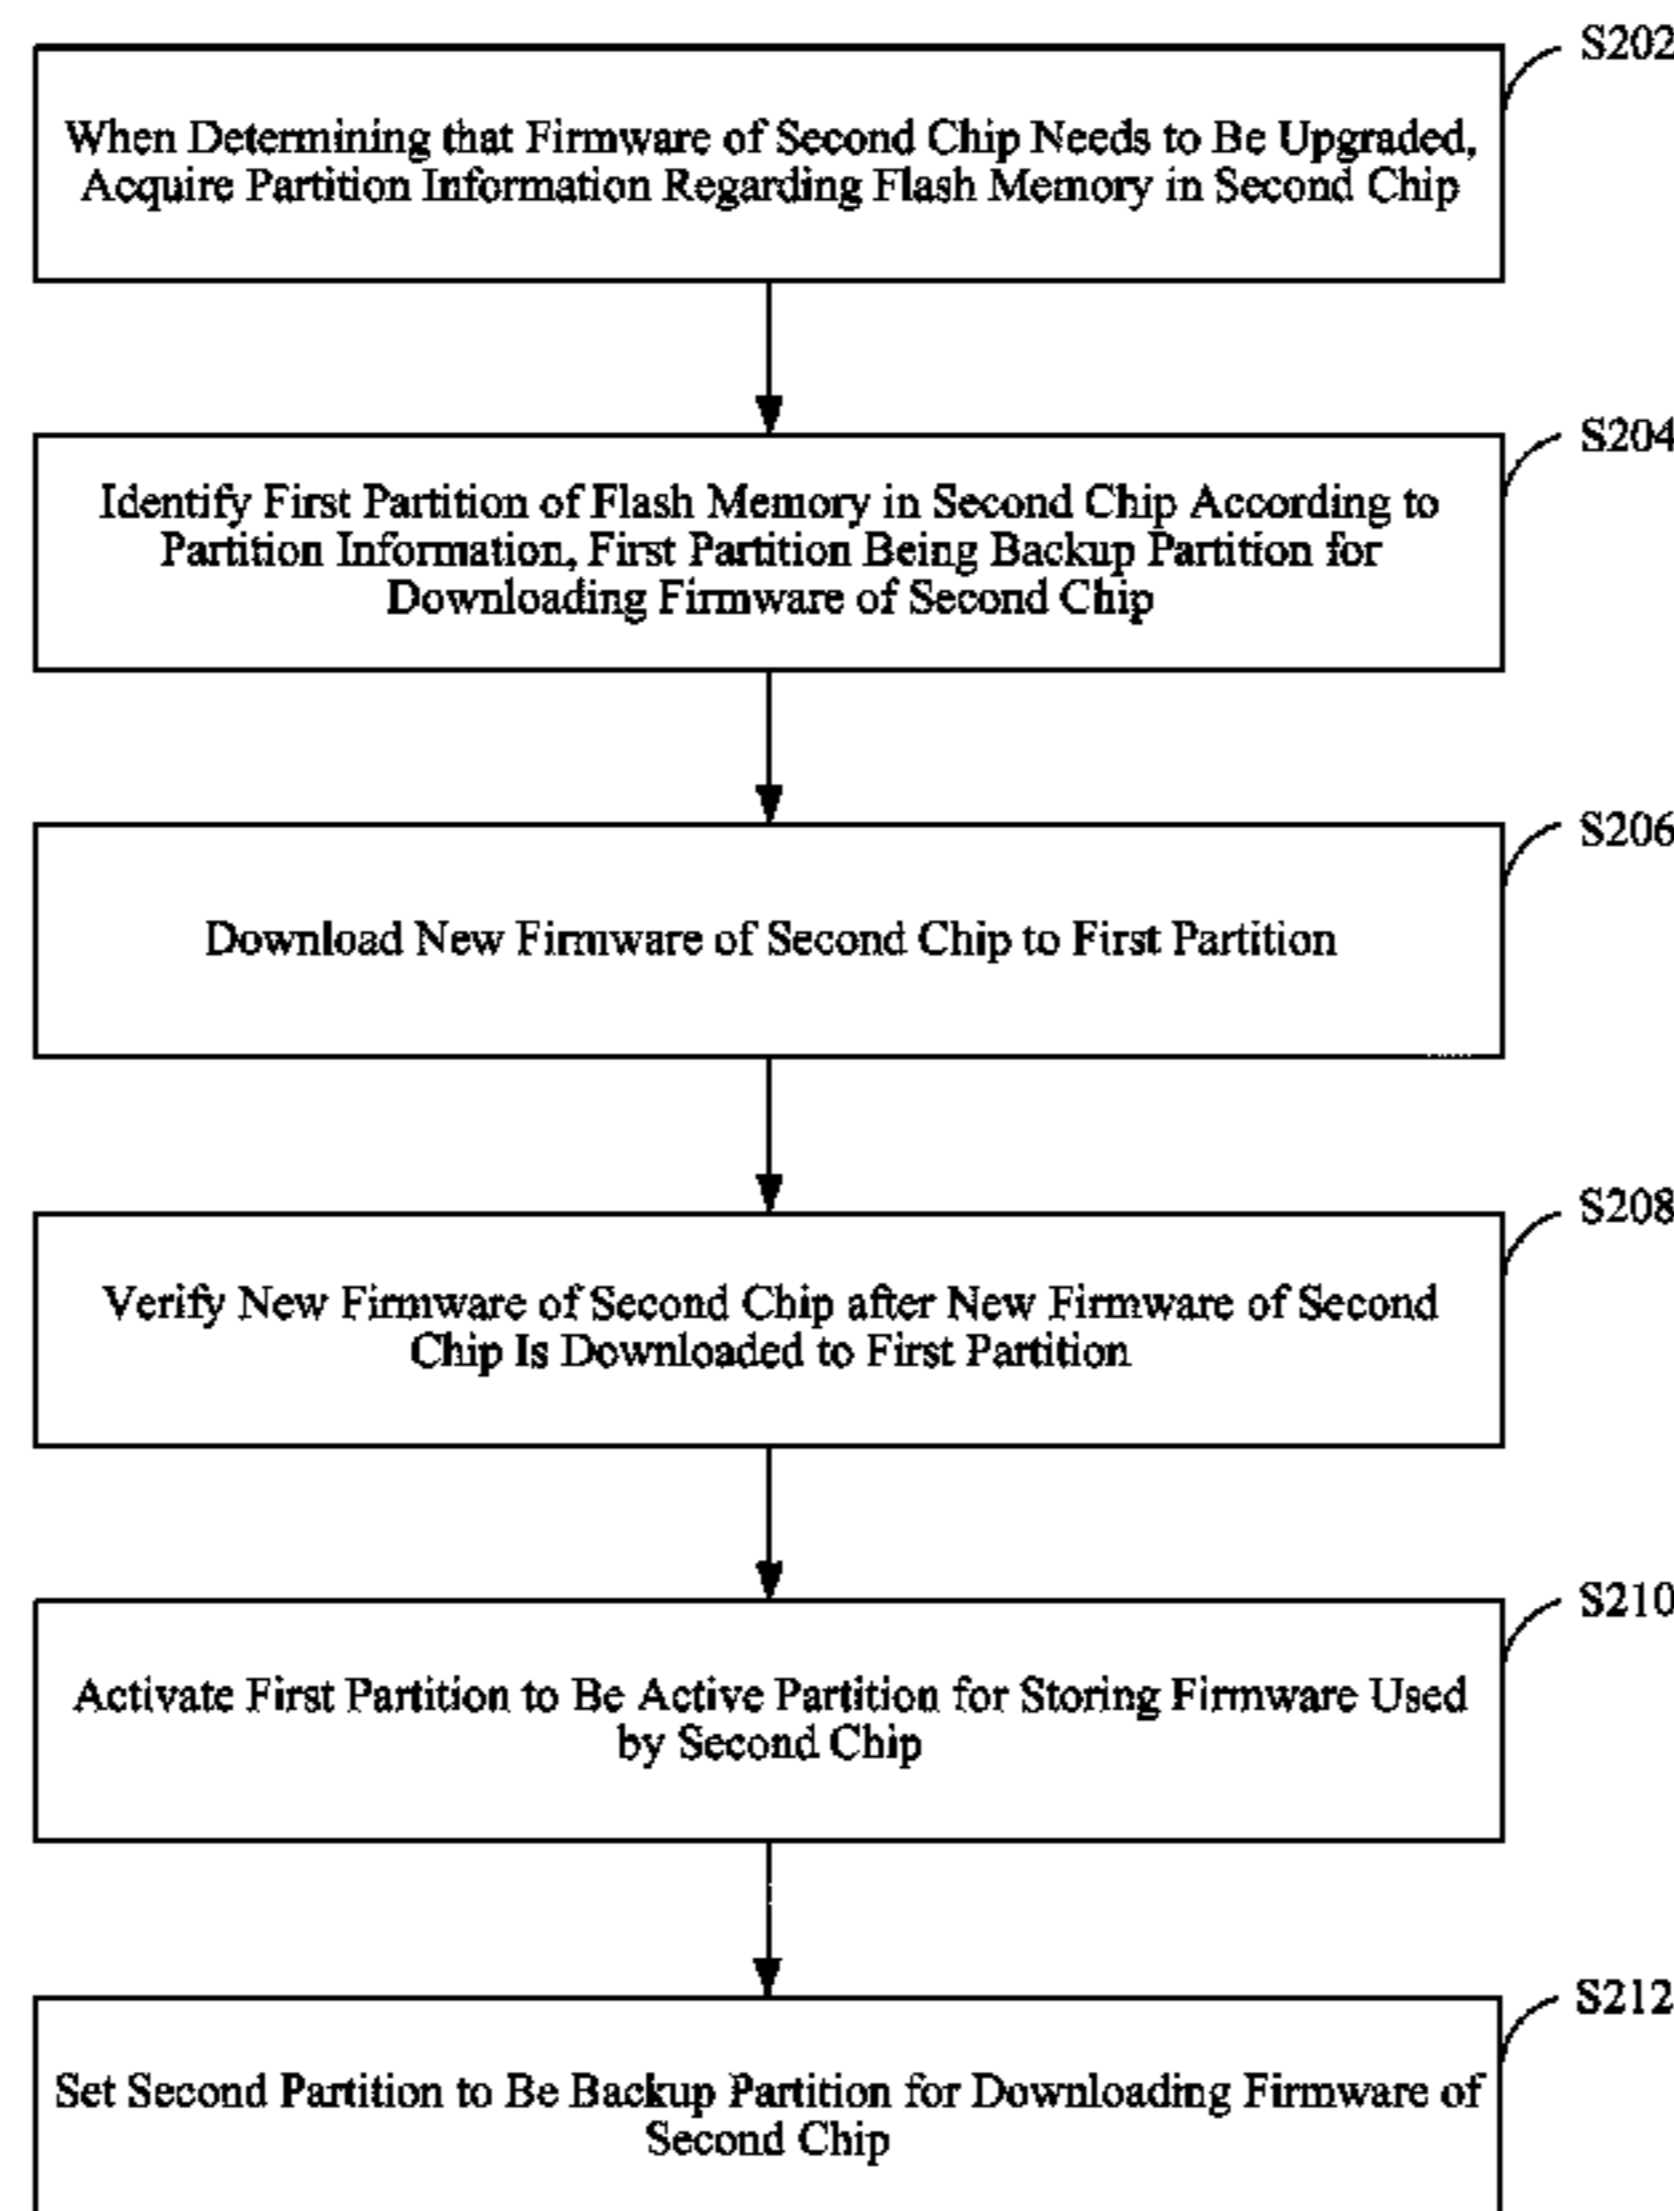 S202
When Determining that Firmware of Second Chip Needs to Be Upgraded,
Acquire Partition Information Regarding Flash Memory in Second Chip
S204
Identify First Partition of Flash Memory in Second Chip According to
Partition Information, First Partition Being Backup Partition for
Downloading Firmware of Second Chip
S206
Download New Firmware of Second Chip to First Partition
S208
Verify New Firmware of Second Chip after New Firmware of Second
Chip Is Downloaded to First Partition
S210
Activate First Partition to Be Active Partition for Storing Firmware Used
by Second Chip
S212
Set Second Partition to Be Backup Partition for Downloading Firmware of
Second Chip